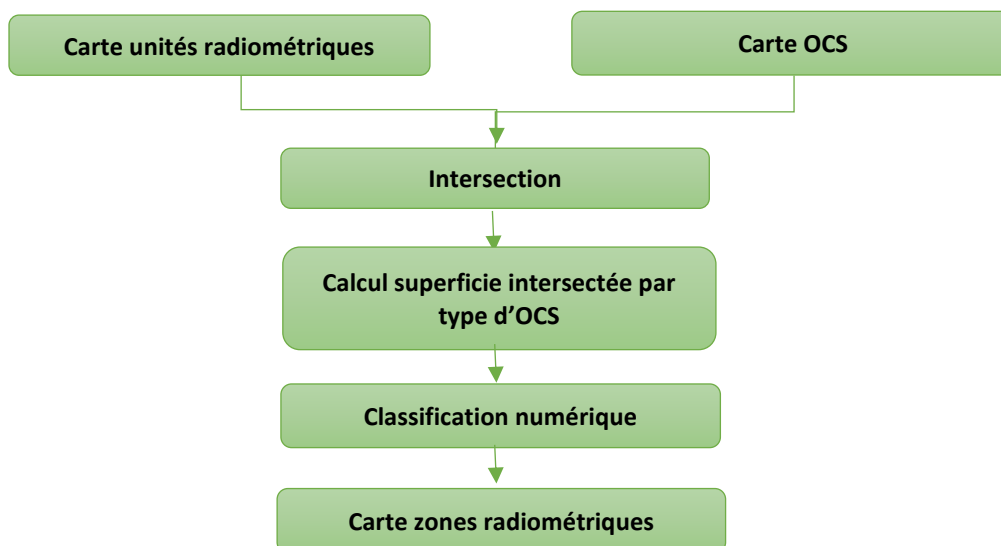 Carte unités radiométriques
Carte OCS
Intersection
Calcul superficie intersectée par
type d’OCS
Classification numérique
Carte zones radiométriques